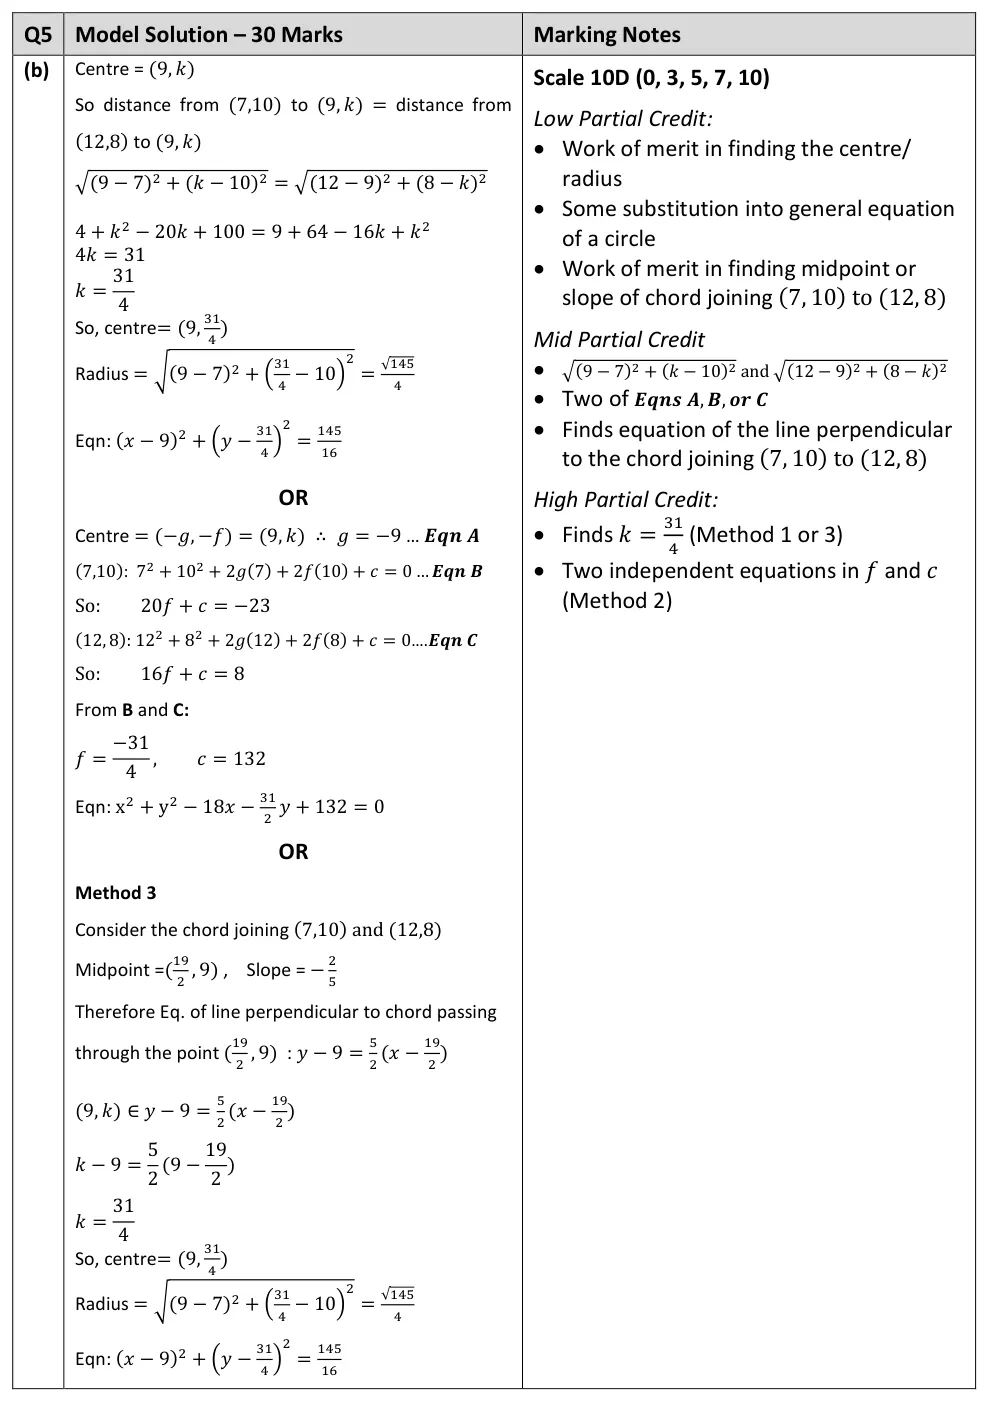 Q5 Model Solution – 30 Marks Marking Notes
(b)
Centre = (9, k)
So distance from (7,10) to (9, k) = distance from
(12,8) to (9, k)
√((9 − 7)² + (k − 10)²) = √((12 − 9)² + (8 − k)²)
4 + k² − 20k + 100 = 9 + 64 − 16k + k²
4k = 31
k = 31/4
So, centre= (9, 31/4)
Radius = √((9 − 7)² + (31/4 − 10)²) = √145/4
Eqn: (x − 9)² + (y − 31/4)² = 145/16
OR
Centre = (−g, −f) = (9, k) ∴ g = −9 … Eqn A
(7,10): 7² + 10² + 2g(7) + 2f(10) + c = 0 … Eqn B
So: 20f + c = −23
(12, 8): 12² + 8² + 2g(12) + 2f(8) + c = 0…. Eqn C
So: 16f + c = 8
From B and C:
f = −31/4, c = 132
Eqn: x² + y² − 18x − 31/2 y + 132 = 0
OR
Method 3
Consider the chord joining (7,10) and (12,8)
Midpoint =(19/2, 9) , Slope = − 2/5
Therefore Eq. of line perpendicular to chord passing
through the point (19/2, 9) : y − 9 = 5/2 (x − 19/2)
(9, k) ∈ y − 9 = 5/2 (x − 19/2)
k − 9 = 5/2 (9 − 19/2)
k = 31/4
So, centre= (9, 31/4)
Radius = √((9 − 7)² + (31/4 − 10)²) = √145/4
Eqn: (x − 9)² + (y − 31/4)² = 145/16
Scale 10D (0, 3, 5, 7, 10)
Low Partial Credit:
• Work of merit in finding the centre/
radius
• Some substitution into general equation
of a circle
• Work of merit in finding midpoint or
slope of chord joining (7, 10) to (12, 8)
Mid Partial Credit
• √((9 − 7)² + (k − 10)²) and √((12 − 9)² + (8 − k)²)
• Two of Eqns A, B, or C
• Finds equation of the line perpendicular
to the chord joining (7, 10) to (12, 8)
High Partial Credit:
• Finds k = 31/4 (Method 1 or 3)
• Two independent equations in f and c
(Method 2)